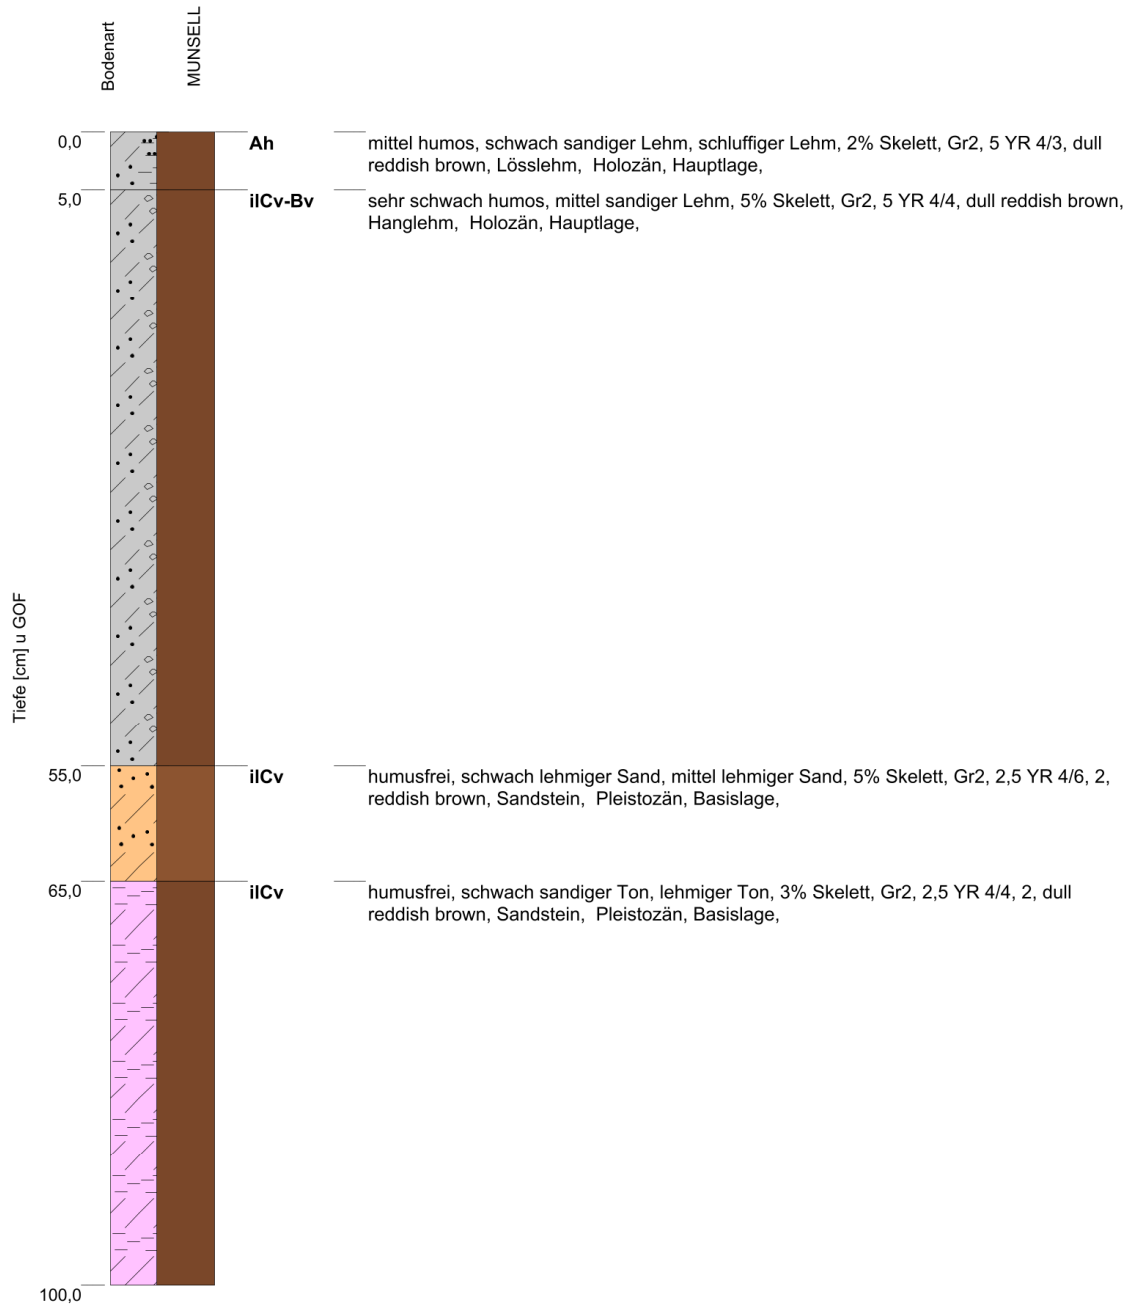 Bodenart
MUNSELL
0,0
Ah
mittel humos, schwach sandiger Lehm, schluffiger Lehm, 2% Skelett, Gr2, 5 YR 4/3, dull
reddish brown, Lösslehm,  Holozän, Hauptlage,
5,0
ilCv-Bv
sehr schwach humos, mittel sandiger Lehm, 5% Skelett, Gr2, 5 YR 4/4, dull reddish brown,
Hanglehm,  Holozän, Hauptlage,
Tiefe [cm] u GOF
55,0
ilCv
humusfrei, schwach lehmiger Sand, mittel lehmiger Sand, 5% Skelett, Gr2, 2,5 YR 4/6, 2,
reddish brown, Sandstein,  Pleistozän, Basislage,
65,0
ilCv
humusfrei, schwach sandiger Ton, lehmiger Ton, 3% Skelett, Gr2, 2,5 YR 4/4, 2, dull
reddish brown, Sandstein,  Pleistozän, Basislage,
100,0